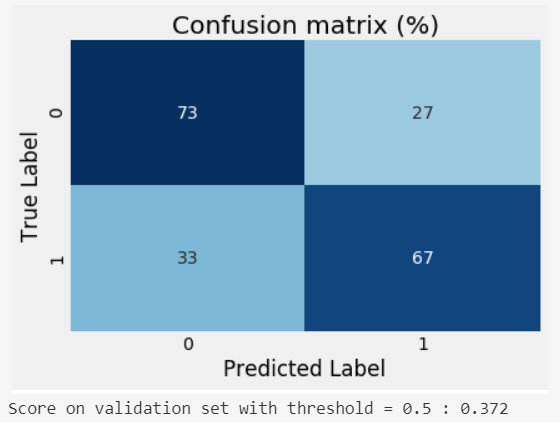 Confusion matrix (%)
True Label
0
73
27
1
33
67
0
1
Predicted Label
Score on validation set with threshold = 0.5 : 0.372